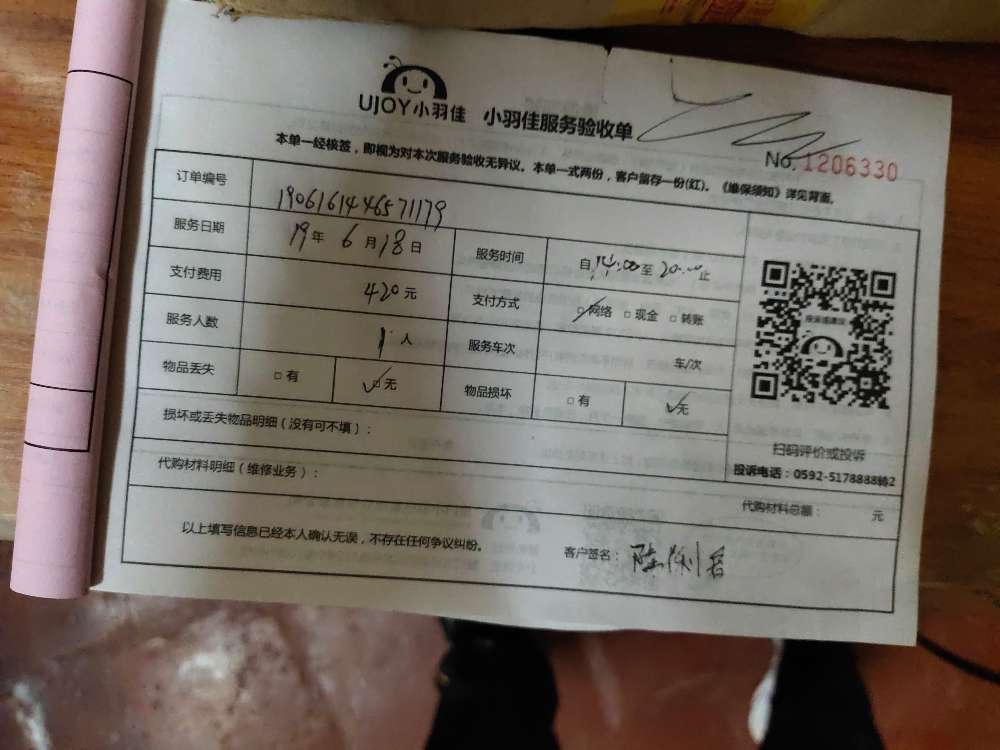 UJOY小羽佳 小羽佳服务验收单
No. 1206330
本单一经核签，即视为对本次服务验收无异议。本单一式两份，客户留存一份(红)。《维保须知》详见背面。
订单编号 1906161446571179
服务日期 19年 6月18日 服务时间 自14:00至20:00止
支付费用 420元 支付方式 □网络 □现金 □转账
服务人数 1人 服务车次 车/次
物品丢失 □有 □无 物品损坏 □有 □无
损坏或丢失物品明细（没有可不填）：
扫码评价或投诉
投诉电话：0592-5178888转2
代购材料明细（维修业务）：
代购材料总额： 元
以上填写信息已经本人确认无误，不存在任何争议纠纷。 客户签名：